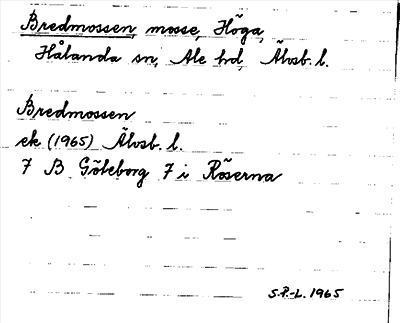 Bredmossen, mosse, Höga,
Hålanda sn, Ale hd, Älvsb. l.
Bredmossen
ek (1965) Älvsb. l.
7 B Göteborg 7 i Röserna
S.P.-L. 1965